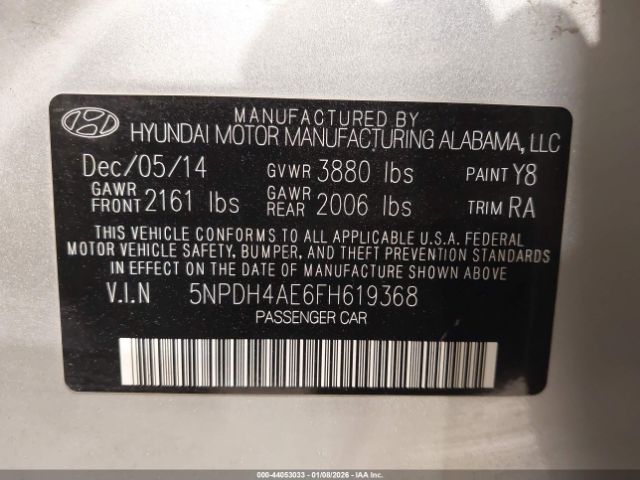 MANUFACTURED BY
HYUNDAI MOTOR MANUFACTURING ALABAMA, LLC
Dec/05/14 GVWR 3880 lbs PAINT Y8
GAWR FRONT 2161 lbs GAWR REAR 2006 lbs TRIM RA
THIS VEHICLE CONFORMS TO ALL APPLICABLE U.S.A. FEDERAL
MOTOR VEHICLE SAFETY, BUMPER, AND THEFT PREVENTION STANDARDS
IN EFFECT ON THE DATE OF MANUFACTURE SHOWN ABOVE
V.I.N 5NPDH4AE6FH619368
PASSENGER CAR
000-44053033 - 01/08/2026 - IAAI.COM